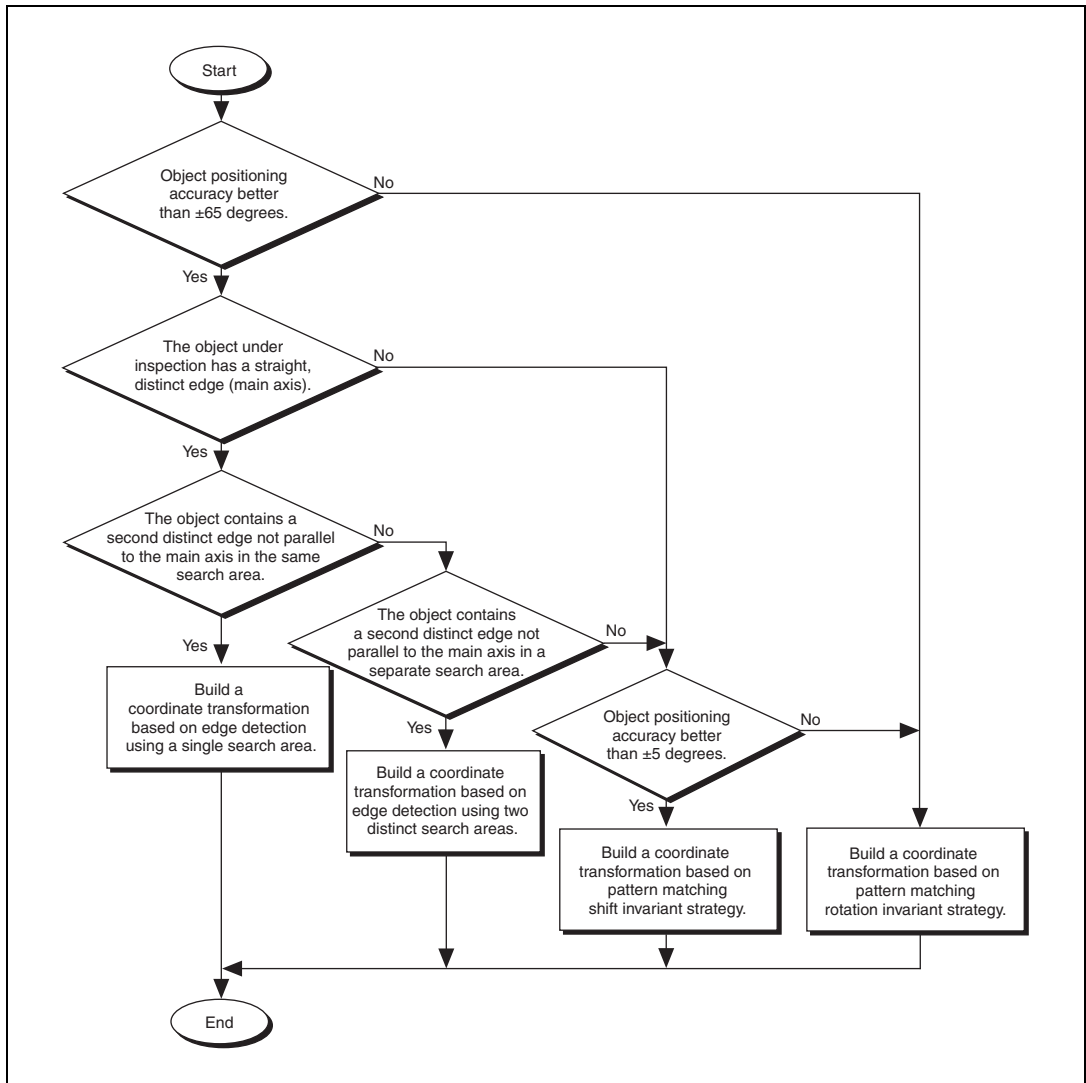 Start
Object positioning
accuracy better
than ±65 degrees.
No
Yes
The object under
inspection has a straight,
distinct edge (main axis).
No
Yes
The object contains a
second distinct edge not parallel
to the main axis in the same
search area.
No
Yes
The object contains
a second distinct edge not
parallel to the main axis in a
separate search area.
No
Yes
Build a
coordinate transformation
based on edge detection
using a single search area.
Object positioning
accuracy better
than ±5 degrees.
No
Yes
Build a coordinate
transformation based on
edge detection using two
distinct search areas.
Build a coordinate
transformation based on
pattern matching
shift invariant strategy.
Build a coordinate
transformation based on
pattern matching
rotation invariant strategy.
End